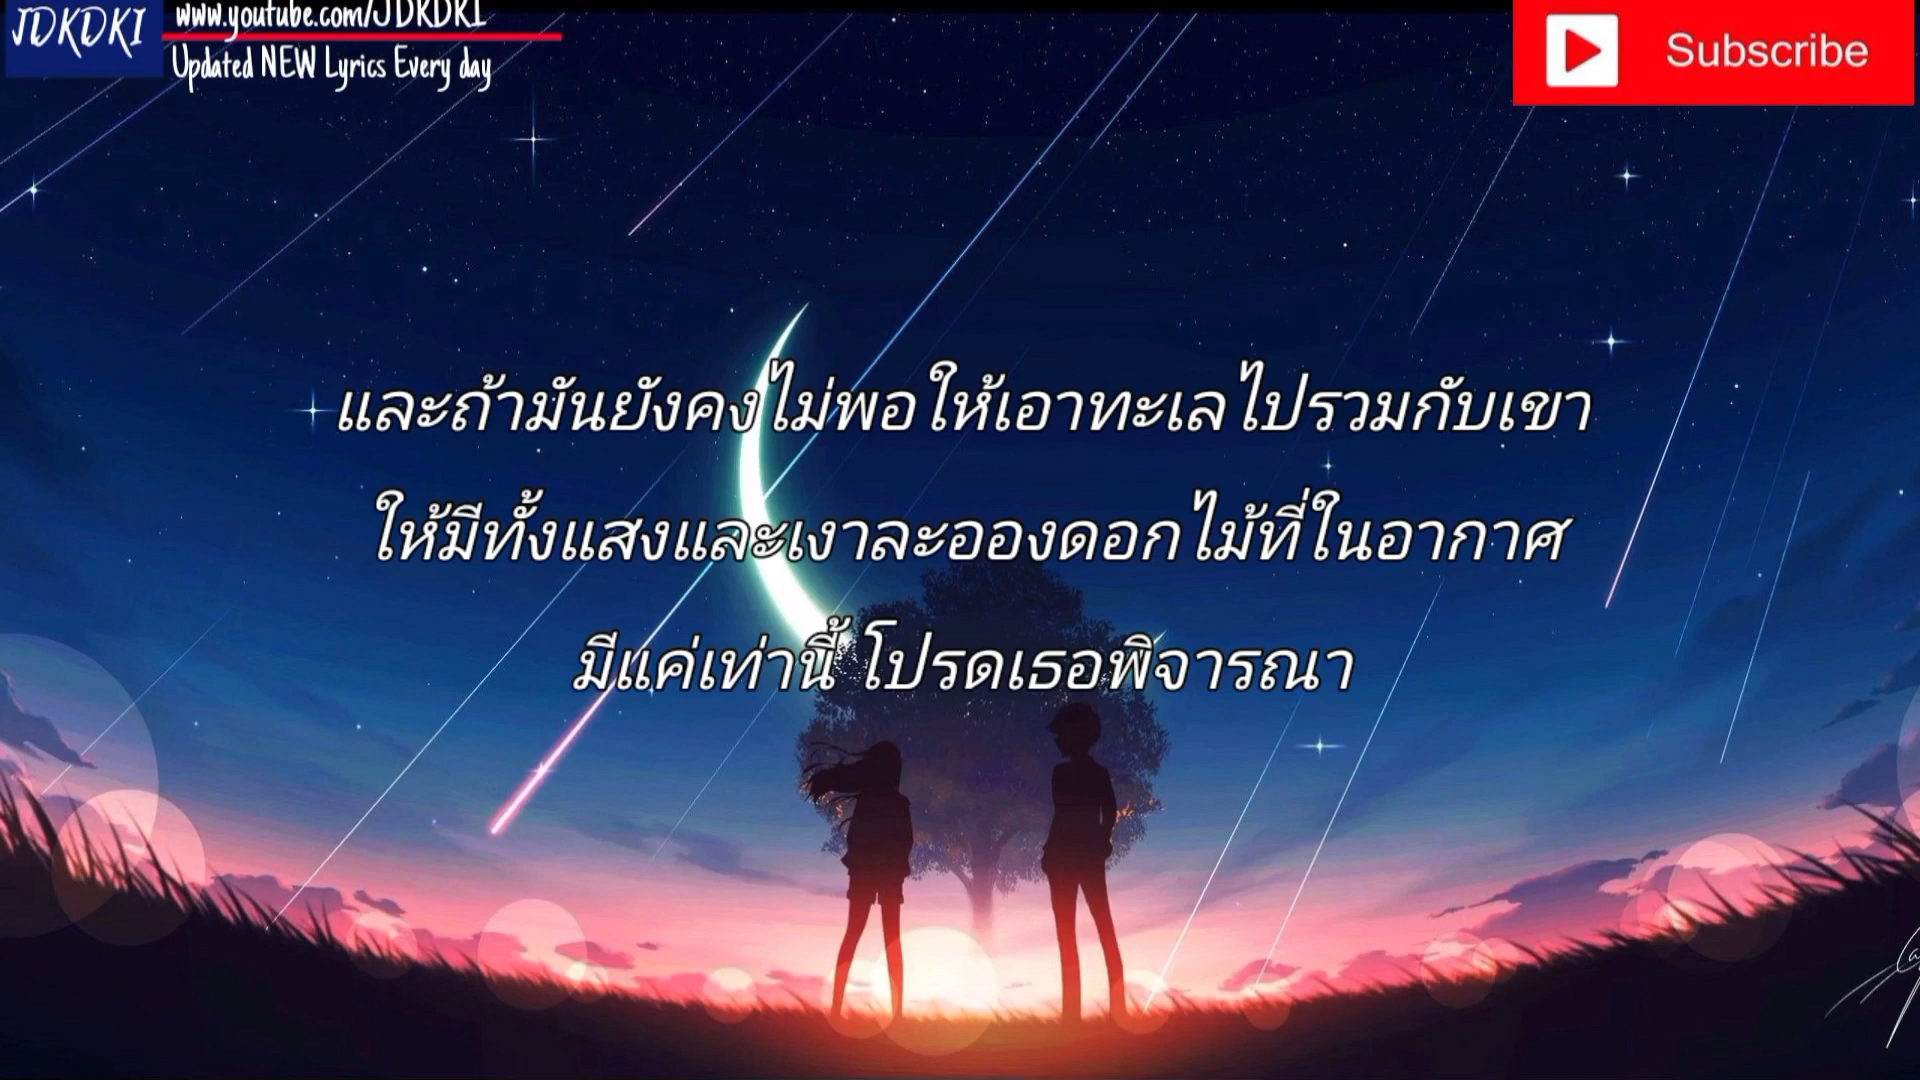 JDKDKI
www.youtube.com/JDKDKI
Updated NEW Lyrics Every day
Subscribe
และถ้ามันยังคงไม่พอให้เอาทะเลไปรวมกับเขา
ให้มีทั้งแสงและเงาละอองดอกไม้ที่ในอากาศ
มีแค่เท่านี้ โปรดเธอพิจารณา